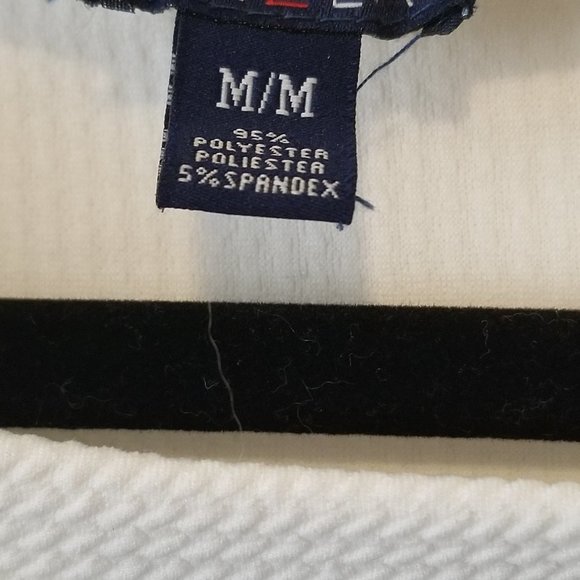 M/M
95%
POLYESTER
POLIESTER
5%SPANDEX